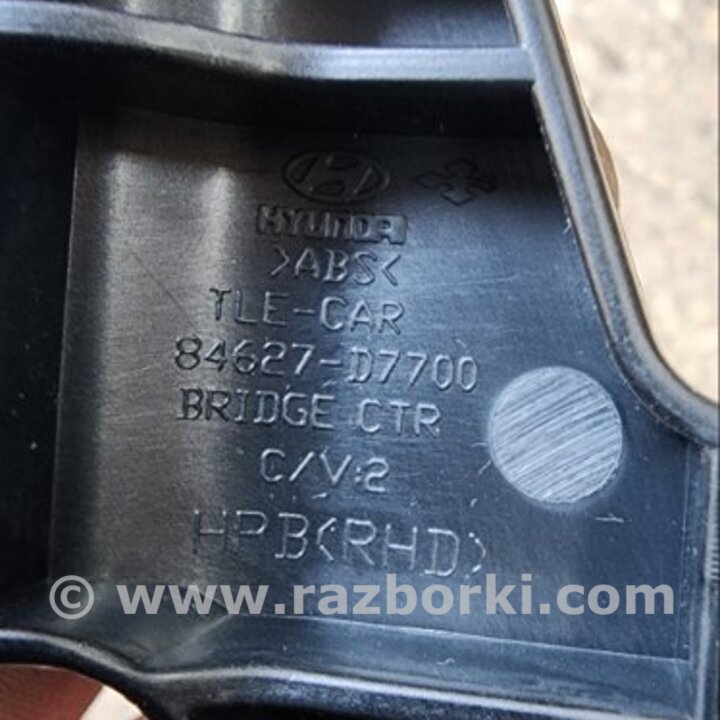 HYUNDAI
>ABS<
TLE-CAR
84627-D7700
BRIDGE CTR
C/V:2
HPB<RHD>
© www.razborki.com